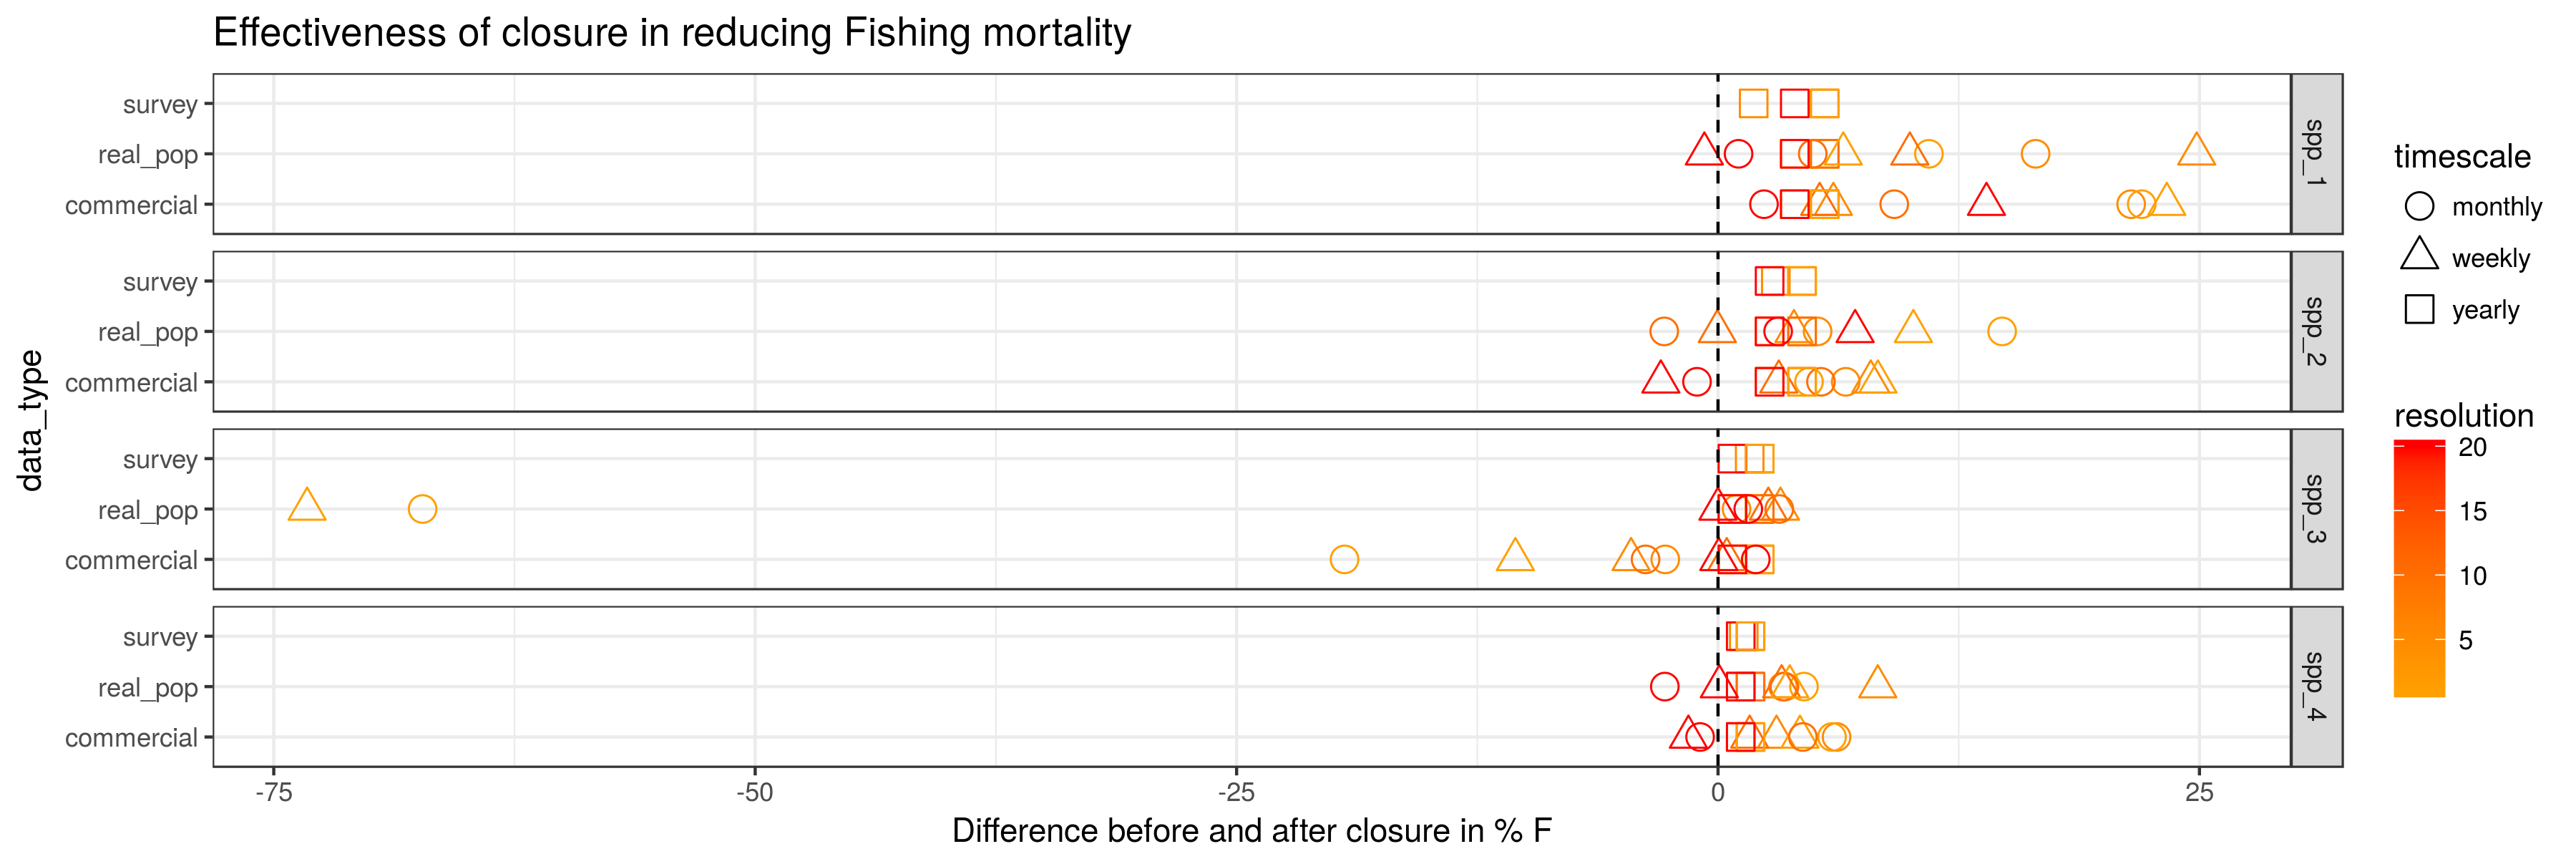 Effectiveness of closure in reducing Fishing mortality
data_type
survey
real_pop
commercial
spp_1
survey
real_pop
commercial
spp_2
survey
real_pop
commercial
spp_3
survey
real_pop
commercial
spp_4
-75 -50 -25 0 25
Difference before and after closure in % F
timescale
monthly
weekly
yearly
resolution
20
15
10
5